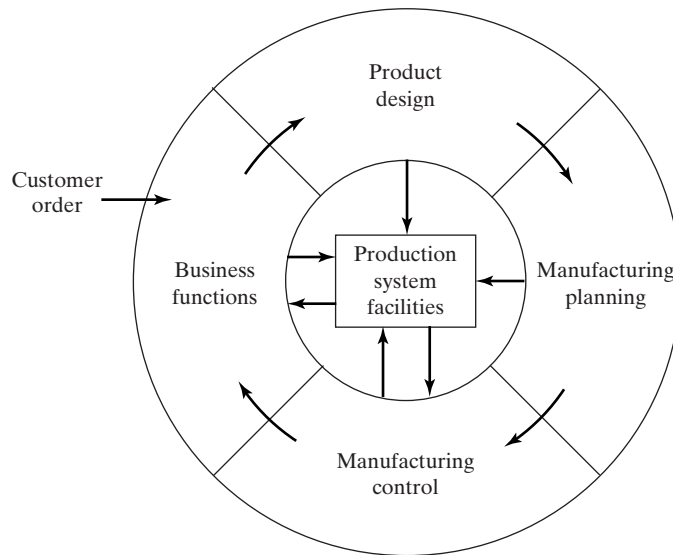 Product
design
Customer
order
Business
functions
Production
system
facilities
Manufacturing
planning
Manufacturing
control